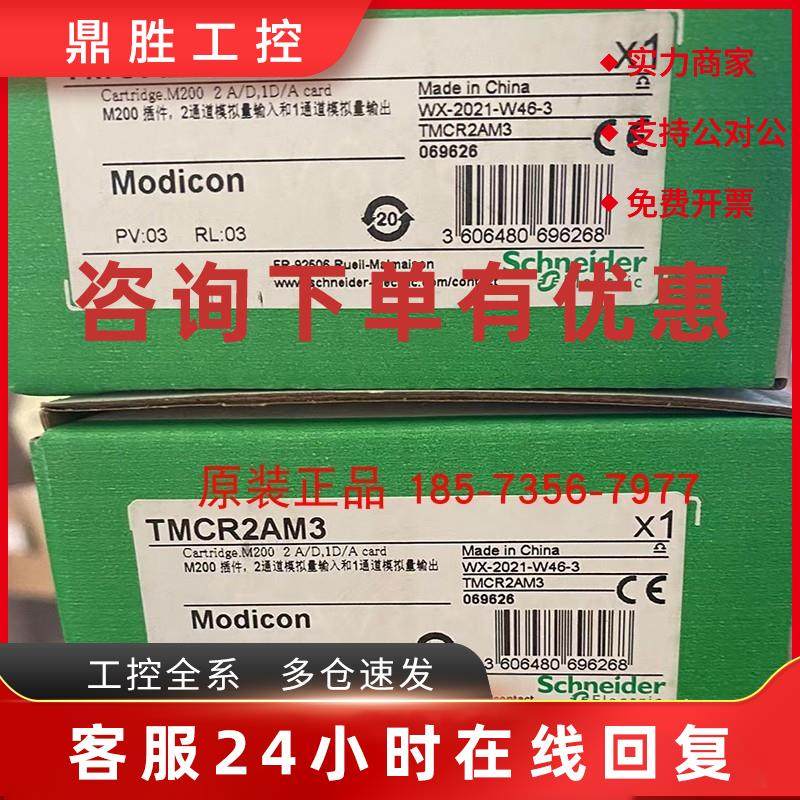 鼎胜工控
x1
Cartridge.M200 2 A/D,1D/A card
M200 插件，2通道模拟量输入和1通道模拟量输出
Made in China
WX-2021-W46-3
TMCR2AM3
069626
CE
◆ 实力商家
◆ 支持公对公
◆ 免费开票
Modicon
20
PV:03 RL:03
3 606480 696268
FR-92506 Rueil-Malmaison
Schneider
咨询下单有优惠
原装正品 185-7356-7977
TMCR2AM3
x1
Cartridge.M200 2 A/D,1D/A card
M200 插件，2通道模拟量输入和1通道模拟量输出
Made in China
WX-2021-W46-3
TMCR2AM3
069626
CE
Modicon
3 606480 696268
Schneider
Electric
工控全系 多仓速发
客服24小时在线回复